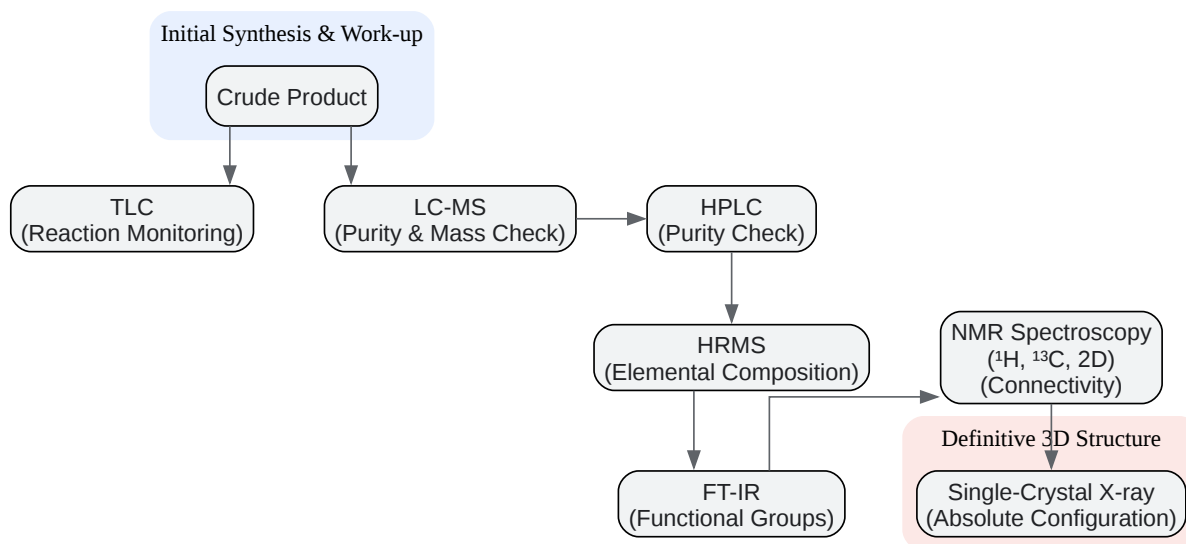 Initial Synthesis & Work-up
Crude Product
TLC
(Reaction Monitoring)
LC-MS
(Purity & Mass Check)
HPLC
(Purity Check)
HRMS
(Elemental Composition)
NMR Spectroscopy
(¹H, ¹³C, 2D)
(Connectivity)
FT-IR
(Functional Groups)
Definitive 3D Structure
Single-Crystal X-ray
(Absolute Configuration)